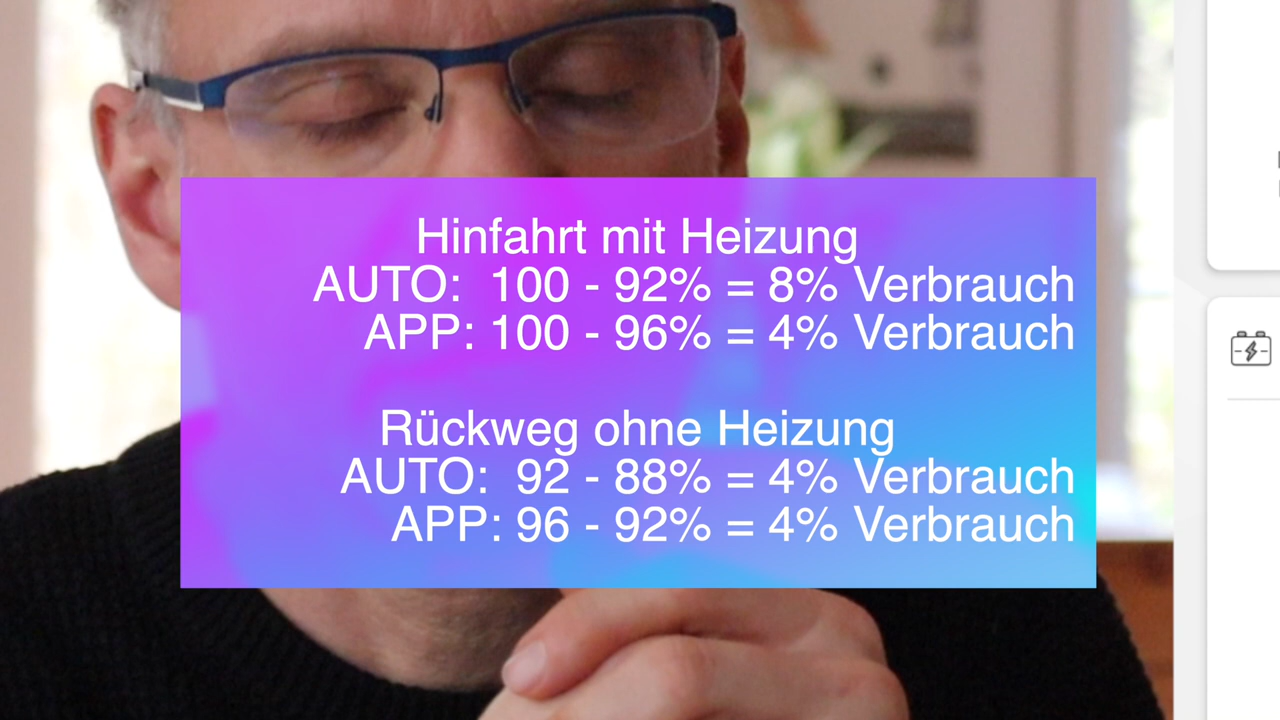 Hinfahrt mit Heizung
AUTO: 100 - 92% = 8% Verbrauch
APP: 100 - 96% = 4% Verbrauch
Rückweg ohne Heizung
AUTO: 92 - 88% = 4% Verbrauch
APP: 96 - 92% = 4% Verbrauch